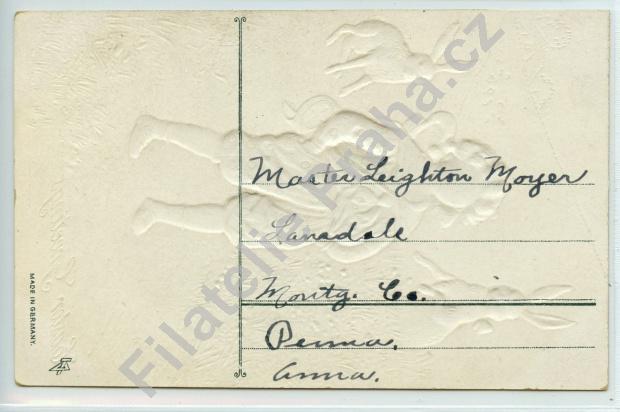 Master Leighton Moyer
Lansdale
Montg. Co.
Penna.
Anna.
MADE IN GERMANY.
Filatelie Praha.cz